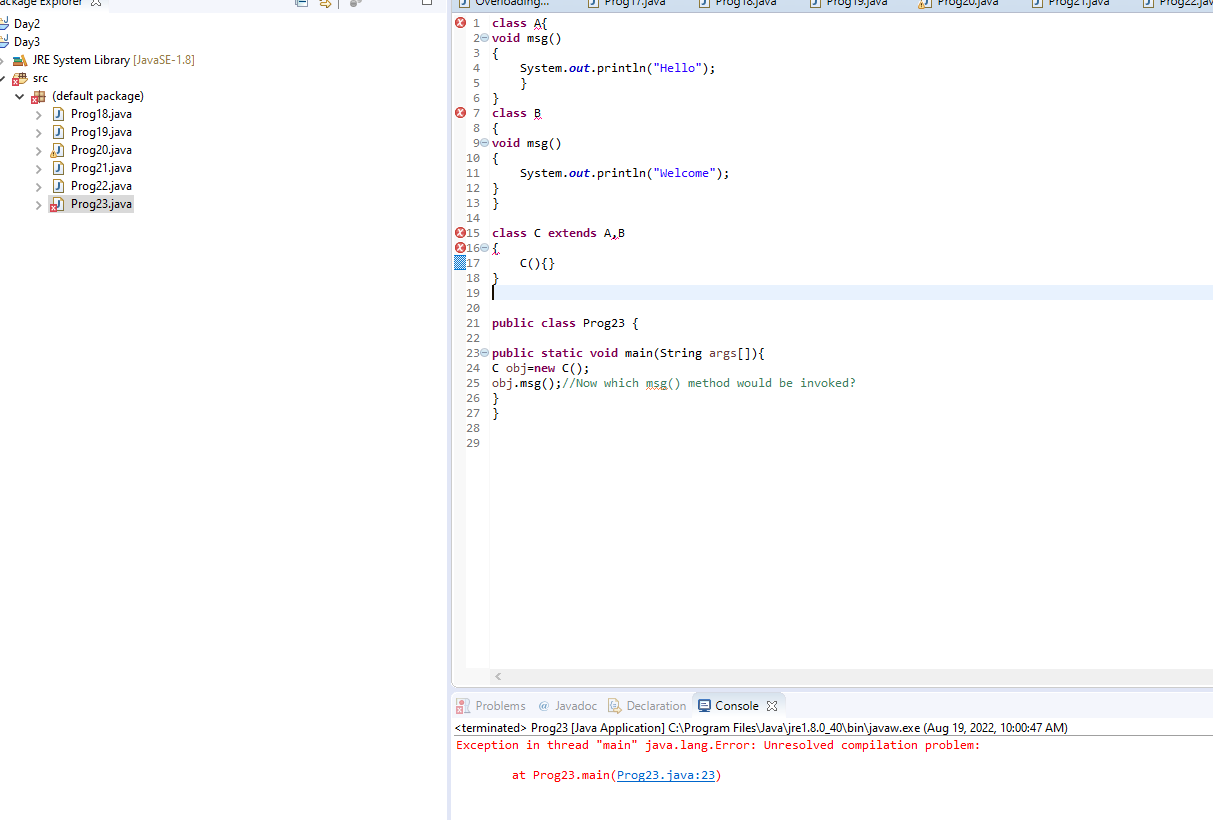 ackage Explorer
Day2
Day3
JRE System Library [JavaSE-1.8]
src
(default package)
Prog18.java
Prog19.java
Prog20.java
Prog21.java
Prog22.java
Prog23.java
Overloading... Prog17.java Prog18.java Prog19.java Prog20.java Prog21.java Prog22.jav
1 class A{
2 void msg()
3 {
4 System.out.println("Hello");
5 }
6 }
7 class B
8 {
9 void msg()
10 {
11 System.out.println("Welcome");
12 }
13 }
14
15 class C extends A,B
16 {
17 C(){}
18 }
19
20
21 public class Prog23 {
22
23 public static void main(String args[]){
24 C obj=new C();
25 obj.msg();//Now which msg() method would be invoked?
26 }
27 }
28
29
Problems @ Javadoc Declaration Console
<terminated> Prog23 [Java Application] C:\Program Files\Java\jre1.8.0_40\bin\javaw.exe (Aug 19, 2022, 10:00:47 AM)
Exception in thread "main" java.lang.Error: Unresolved compilation problem:
at Prog23.main(Prog23.java:23)